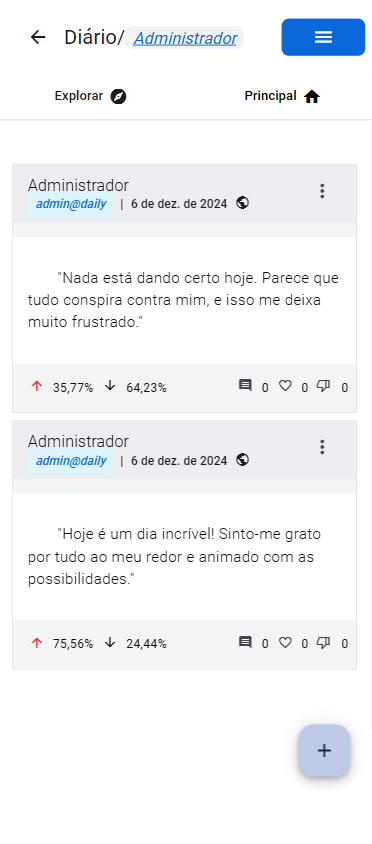 Diário/Administrador
Explorar
Principal
Administrador
admin@daily | 6 de dez. de 2024
"Nada está dando certo hoje. Parece que
tudo conspira contra mim, e isso me deixa
muito frustrado."
35,77% 64,23% 0 0 0
Administrador
admin@daily | 6 de dez. de 2024
"Hoje é um dia incrível! Sinto-me grato
por tudo ao meu redor e animado com as
possibilidades."
75,56% 24,44% 0 0 0